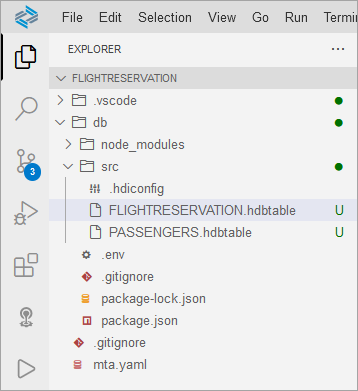 File Edit Selection View Go Run Terminal
EXPLORER
FLIGHTRESERVATION
.vscode
db
node_modules
src
3
.hdiconfig
FLIGHTRESERVATION.hdbtable U
PASSENGERS.hdbtable U
.env
.gitignore
package-lock.json
package.json
.gitignore
mta.yaml